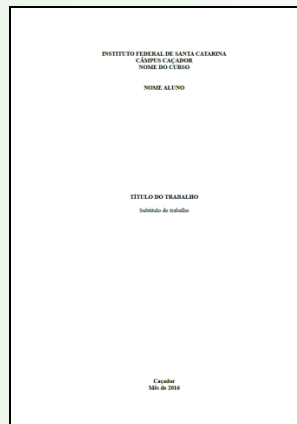 INSTITUTO FEDERAL DE SANTA CATARINA
CÂMPUS CAÇADOR
NOME DO CURSO
NOME ALUNO
TÍTULO DO TRABALHO
Subtítulo do trabalho
Caçador
Mês de 2014